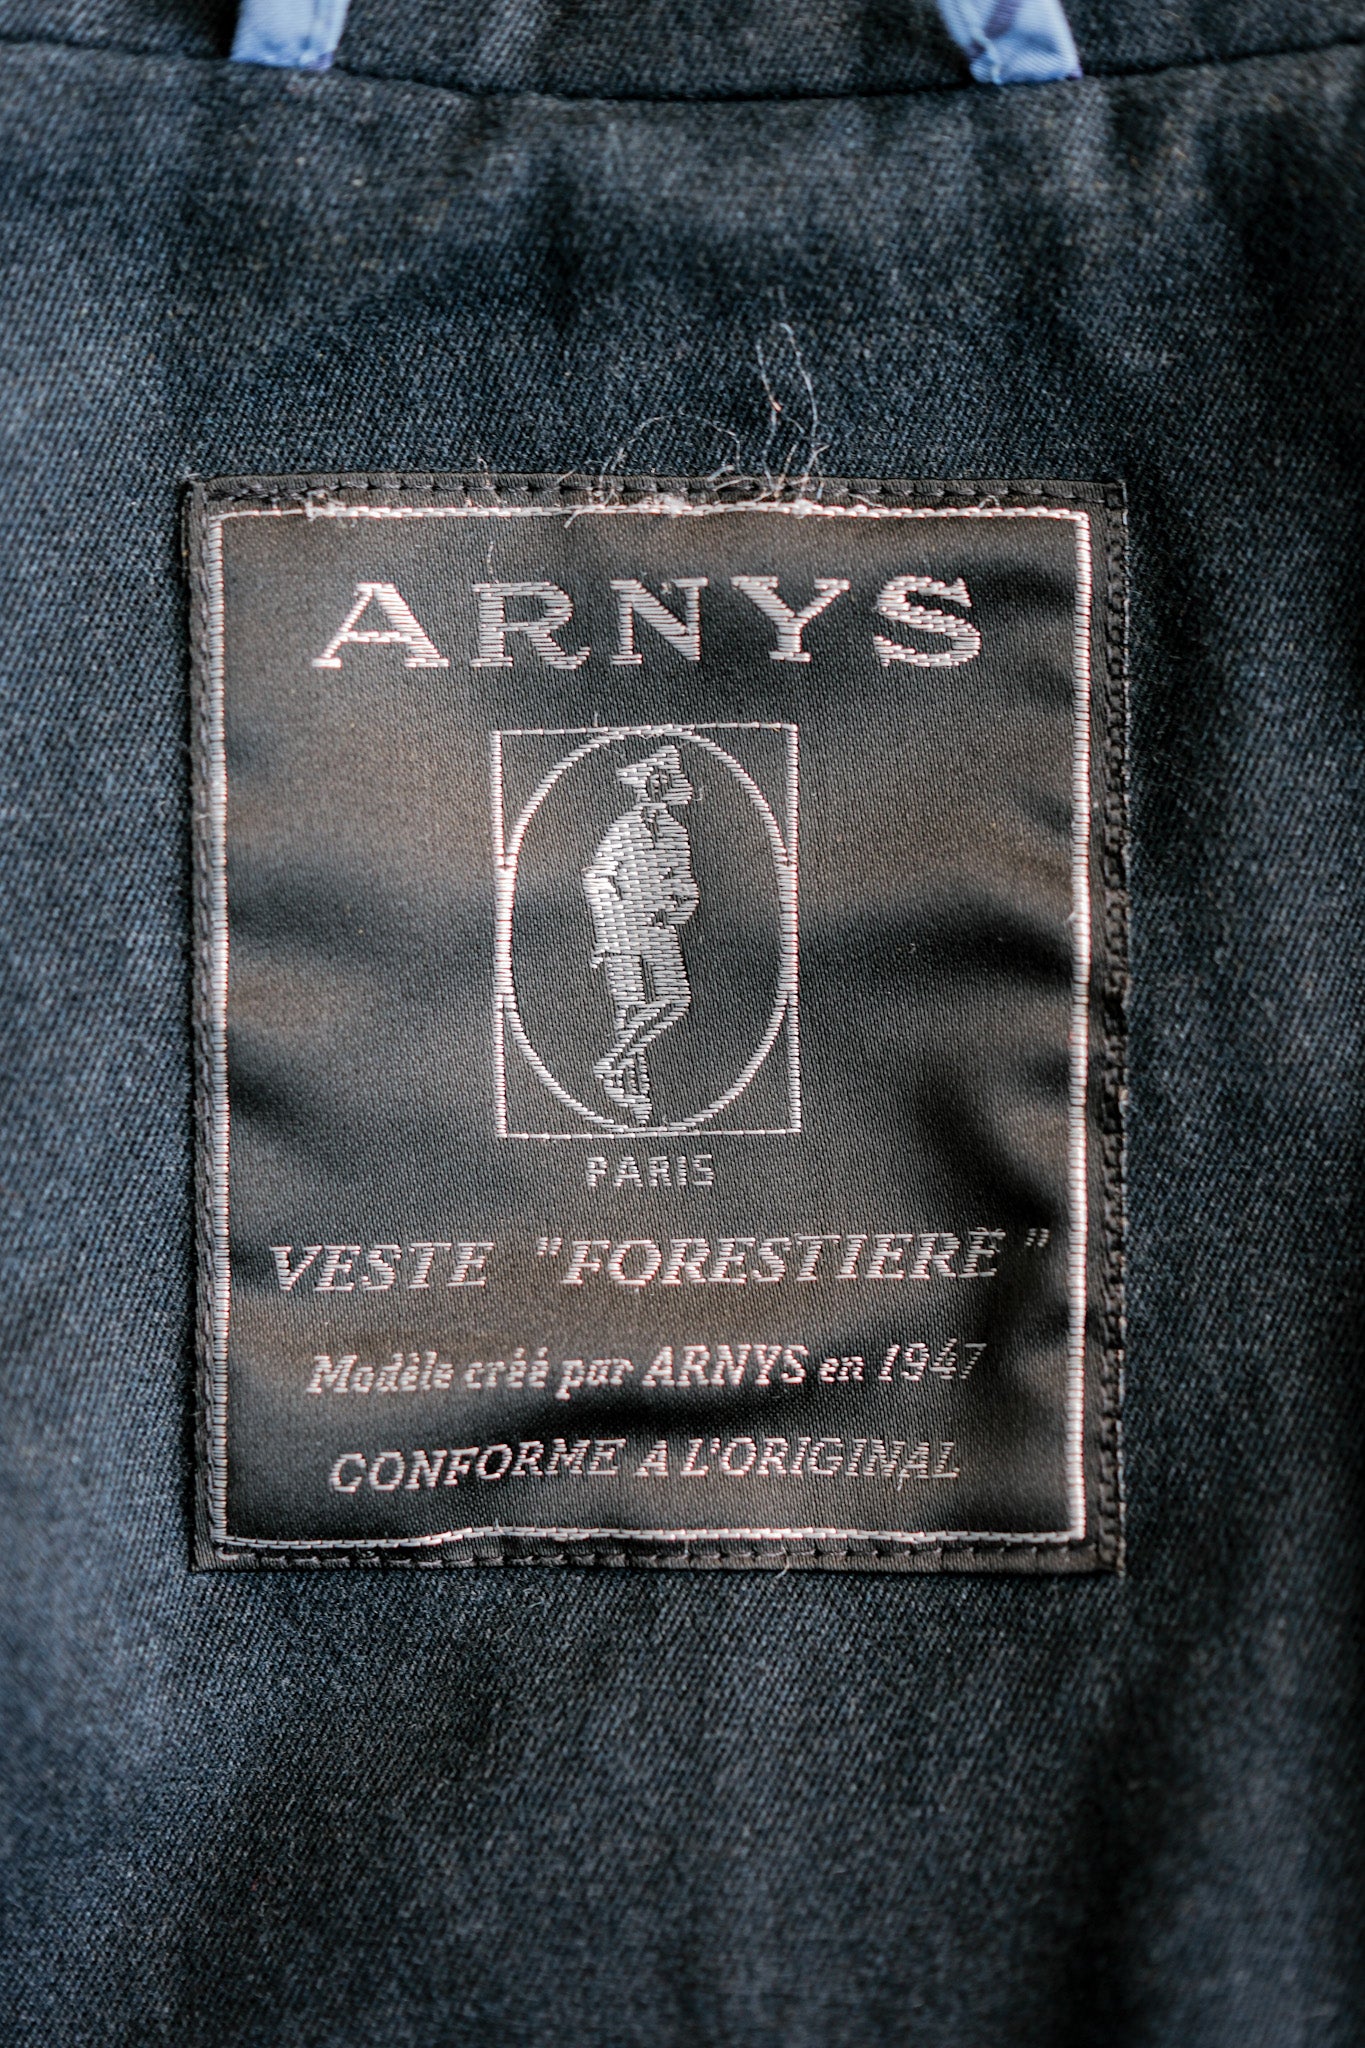 ARNYS
PARIS
VESTE "FORESTIERE"
Modèle créé par ARNYS en 1947
CONFORME A L'ORIGINAL